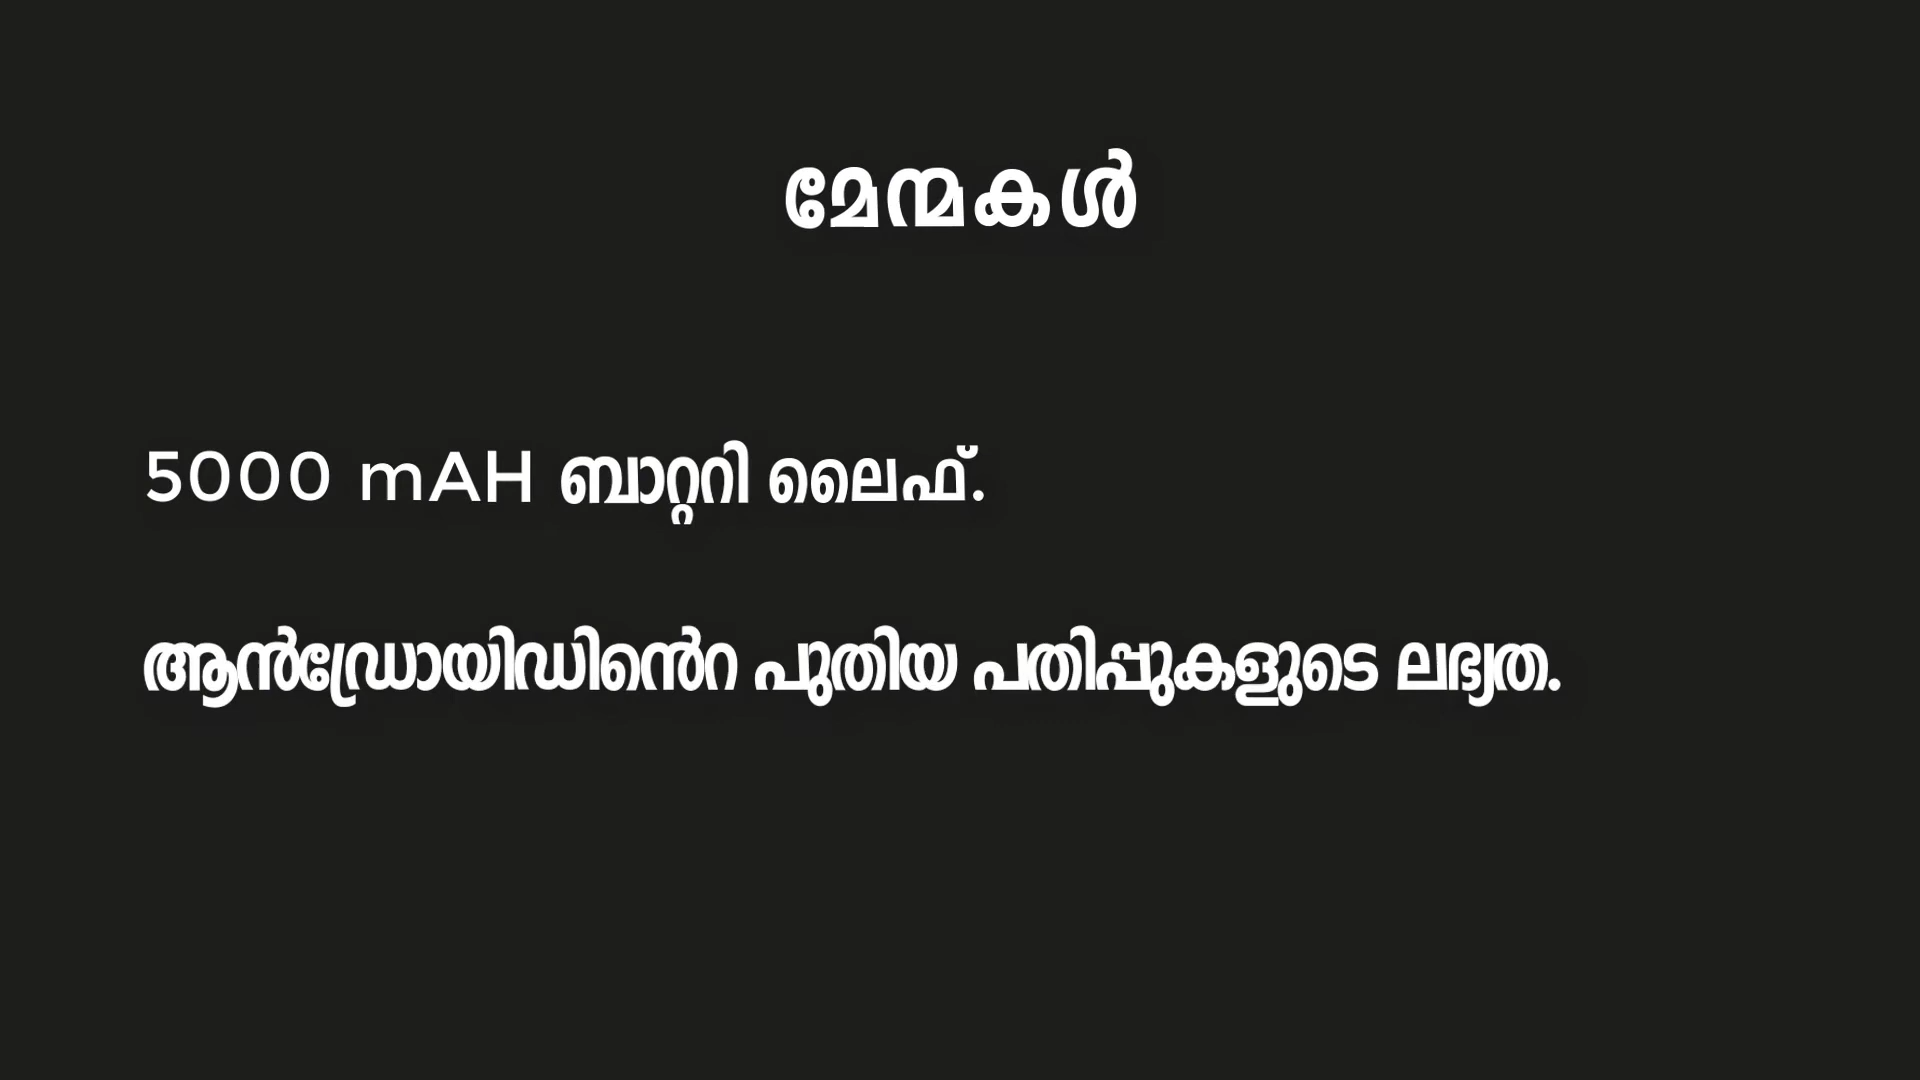 മേന്മകൾ
5000 mAH ബാറ്ററി ലൈഫ്.
ആൻഡ്രോയിഡിൻെറ പുതിയ പതിപ്പുകളുടെ ലഭ്യത.